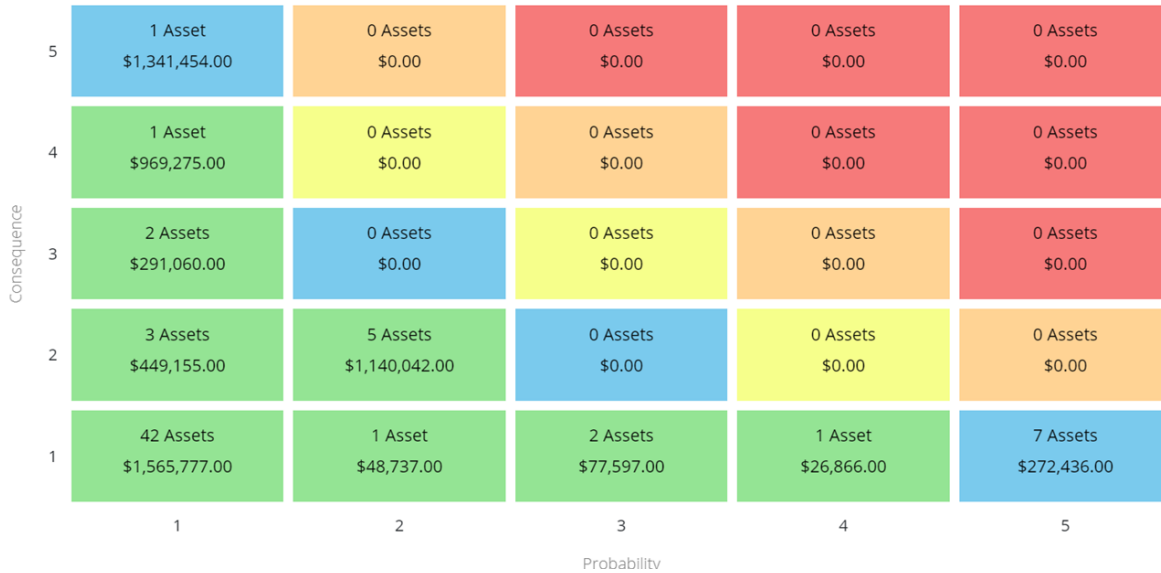 1 Asset
$1,341,454.00
0 Assets
$0.00
0 Assets
$0.00
0 Assets
$0.00
0 Assets
$0.00
5
1 Asset
$969,275.00
0 Assets
$0.00
0 Assets
$0.00
0 Assets
$0.00
0 Assets
$0.00
4
2 Assets
$291,060.00
0 Assets
$0.00
0 Assets
$0.00
0 Assets
$0.00
0 Assets
$0.00
3
Consequence
3 Assets
$449,155.00
5 Assets
$1,140,042.00
0 Assets
$0.00
0 Assets
$0.00
0 Assets
$0.00
2
42 Assets
$1,565,777.00
1 Asset
$48,737.00
2 Assets
$77,597.00
1 Asset
$26,866.00
7 Assets
$272,436.00
1
1
2
3
4
5
Probability